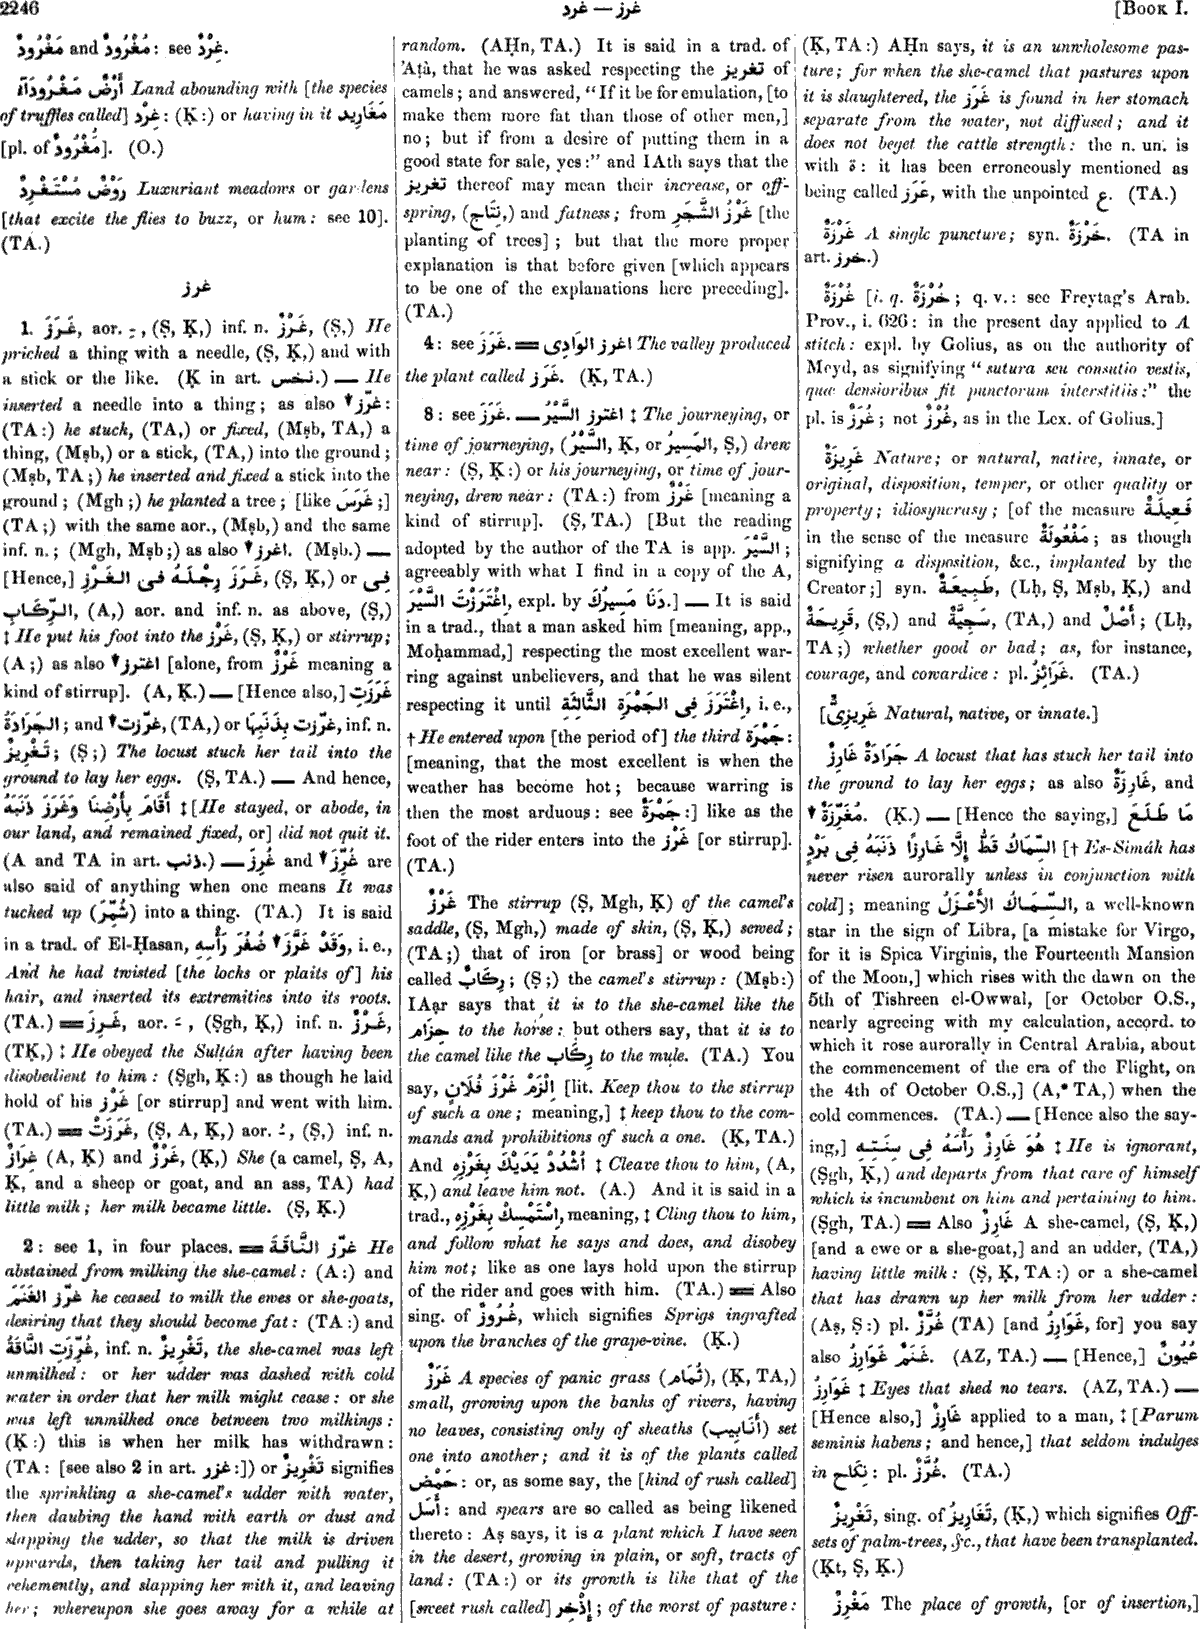 2246
غرد — غرز
[BOOK I.
مَغْرُودٌ and مُغْرُودٌ: see غِرْدٌ.
أَرْضٌ مَغْرُودَآءُ Land abounding with [the species
of truffles called] غِرْد: (Ḳ:) or having in it مَغَارِيد
[pl. of مُغْرُودٌ]. (O.)
رَوْضٌ مُسْتَغْرِدٌ Luxuriant meadows or gardens
[that excite the flies to buzz, or hum: see 10].
(TA.)
غرز
1. غَرَزَ, aor. ـِ, (Ṣ, Ḳ,) inf. n. غَرْزٌ, (Ṣ,) He
pricked a thing with a needle, (Ṣ, Ḳ,) and with
a stick or the like. (Ḳ in art. نخس.) — He
inserted a needle into a thing; as also ▾ غرّز:
(TA:) he stuck, (TA,) or fixed, (Mṣb, TA,) a
thing, (Mṣb,) or a stick, (TA,) into the ground;
(Mṣb, TA;) he inserted and fixed a stick into the
ground; (Mgh;) he planted a tree; [like غَرَسَ;]
(TA;) with the same aor., (Mṣb,) and the same
inf. n.; (Mgh, Mṣb;) as also ▾ اغرز. (Mṣb.) —
[Hence,] غَرَزَ رِجْلَهُ فِى الغَرْزِ, (Ṣ, Ḳ,) or فِى
الرِّكَابِ, (A,) aor. and inf. n. as above, (Ṣ,)
‡ He put his foot into the غَرْز, (Ṣ, Ḳ,) or stirrup;
(A;) as also ▾ اغترز [alone, from غَرْزٌ meaning a
kind of stirrup]. (A, Ḳ.) — [Hence also,] غَرَزَتِ
الجَرَادَةُ; and ▾ غرّزت, (TA,) or غرّزت بِذَنَبِهَا, inf. n.
تَغْرِيزٌ; (Ṣ;) The locust stuck her tail into the
ground to lay her eggs. (Ṣ, TA.) — And hence,
أَقَامَ بِأَرْضِنَا وَغَرَزَ ذَنَبَهُ ‡ [He stayed, or abode, in
our land, and remained fixed, or] did not quit it.
(A and TA in art. ذنب.) — غُرِزَ and ▾ غُرِّزَ are
also said of anything when one means It was
tucked up (شُمِّرَ) into a thing. (TA.) It is said
in a trad. of El-Ḥasan, وَقَدْ غَرَّزَ ▾ ضُفُرَ رَأْسِهِ, i. e.,
And he had twisted [the locks or plaits of] his
hair, and inserted its extremities into its roots.
(TA.) ═ غَرِزَ, aor. ـَ, (Ṣgh, Ḳ,) inf. n. غَرْزٌ,
(TḲ,) ‡ He obeyed the Sulṭán after having been
disobedient to him: (Ṣgh, Ḳ:) as though he laid
hold of his غَرْز [or stirrup] and went with him.
(TA.) ═ غَرَزَتْ, (Ṣ, A, Ḳ,) aor. ـُ, (Ṣ,) inf. n.
غِرَازٌ (A, Ḳ) and غَرْزٌ, (Ḳ,) She (a camel, Ṣ, A,
Ḳ, and a sheep or goat, and an ass, TA) had
little milk; her milk became little. (Ṣ, Ḳ.)
2: see 1, in four places. ═ غرّز النَّاقَةَ He
abstained from milking the she-camel: (A:) and
غرّز الغَنَمَ he ceased to milk the ewes or she-goats,
desiring that they should become fat: (TA:) and
غُرِّزَتِ النَّاقَةُ, inf. n. تَغْرِيزٌ, the she-camel was left
unmilked: or her udder was dashed with cold
water in order that her milk might cease: or she
was left unmilked once between two milkings:
(Ḳ:) this is when her milk has withdrawn:
(TA: [see also 2 in art. غزر:]) or تَغْرِيزٌ signifies
the sprinkling a she-camel's udder with water,
then daubing the hand with earth or dust and
slapping the udder, so that the milk is driven
upwards, then taking her tail and pulling it
vehemently, and slapping her with it, and leaving
her; whereupon she goes away for a while at
random. (AḤn, TA.) It is said in a trad. of
'Aṭà, that he was asked respecting the تغريز of
camels; and answered, "If it be for emulation, [to
make them more fat than those of other men,]
no; but if from a desire of putting them in a
good state for sale, yes:" and IAth says that the
تغريز thereof may mean their increase, or off-
spring, (نِتَاج,) and fatness; from غَرْزُ الشَّجَرِ [the
planting of trees]; but that the more proper
explanation is that before given [which appears
to be one of the explanations here preceding].
(TA.)
4: see غَرَزَ. ═ اغرز الوَادِى The valley produced
the plant called غَرَز. (Ḳ, TA.)
8: see غَرَزَ. — اغترز السَّيْرُ ‡ The journeying, or
time of journeying, (السَّيْرُ, Ḳ, or المَسِيرُ, Ṣ,) drew
near: (Ṣ, Ḳ:) or his journeying, or time of jour-
neying, drew near: (TA:) from غَرْزٌ [meaning a
kind of stirrup]. (Ṣ, TA.) [But the reading
adopted by the author of the TA is app. السَّيْرَ;
agreeably with what I find in a copy of the A,
اِغْتَرَزْتَ السَّيْرَ, expl. by دَنَا مَسِيرُكَ.] — It is said
in a trad., that a man asked him [meaning, app.,
Moḥammad,] respecting the most excellent war-
ring against unbelievers, and that he was silent
respecting it until اِغْتَرَزَ فِى الجَمْرَةِ الثَّالِثَةِ, i. e.,
† He entered upon [the period of] the third جَمْرَة:
[meaning, that the most excellent is when the
weather has become hot; because warring is
then the most arduous: see جَمْرَةٌ:] like as the
foot of the rider enters into the غَرْز [or stirrup].
(TA.)
غَرْزٌ The stirrup (Ṣ, Mgh, Ḳ) of the camel's
saddle, (Ṣ, Mgh,) made of skin, (Ṣ, Ḳ,) sewed;
(TA;) that of iron [or brass] or wood being
called رِكَابٌ; (Ṣ;) the camel's stirrup: (Mṣb:)
IAạr says that it is to the she-camel like the
حِزَام to the horse: but others say, that it is to
the camel like the رِكَاب to the mule. (TA.) You
say, اِلْزَمْ غَرْزَ فُلَانٍ [lit. Keep thou to the stirrup
of such a one; meaning,] ‡ keep thou to the com-
mands and prohibitions of such a one. (Ḳ, TA.)
And اُشْدُدْ يَدَيْكَ بِغَرْزِهِ ‡ Cleave thou to him, (A,
Ḳ,) and leave him not. (A.) And it is said in a
trad., اِسْتَمْسِكْ بِغَرْزِهِ, meaning, ‡ Cling thou to him,
and follow what he says and does, and disobey
him not; like as one lays hold upon the stirrup
of the rider and goes with him. (TA.) ═ Also
sing. of غُرُوزٌ, which signifies Sprigs ingrafted
upon the branches of the grape-vine. (Ḳ.)
غَرَزٌ A species of panic grass (ثُمَام), (Ḳ, TA,)
small, growing upon the banks of rivers, having
no leaves, consisting only of sheaths (أَنَابِيب) set
one into another; and it is of the plants called
حَمْض: or, as some say, the [kind of rush called]
أَسَل: and spears are so called as being likened
thereto: Aṣ says, it is a plant which I have seen
in the desert, growing in plain, or soft, tracts of
land: (TA:) or its growth is like that of the
[sweet rush called] إِذْخِر; of the worst of pasture:
(Ḳ, TA:) AḤn says, it is an unwholesome pas-
ture; for when the she-camel that pastures upon
it is slaughtered, the غَرَز is found in her stomach
separate from the water, not diffused; and it
does not beget the cattle strength: the n. un. is
with ة: it has been erroneously mentioned as
being called عَرَز, with the unpointed ع. (TA.)
غَرْزَةٌ A single puncture; syn. خَرْزَةٌ. (TA in
art. خرز.)
غُرْزَةٌ [i. q. خُرْزَةٌ; q. v.: see Freytag's Arab.
Prov., i. 626: in the present day applied to A
stitch: expl. by Golius, as on the authority of
Meyd, as signifying "sutura seu consutio vestis,
quæ densioribus fit punctorum interstitiis:" the
pl. is غُرَزٌ; not غُرْزٌ, as in the Lex. of Golius.]
غَرِيزَةٌ Nature; or natural, native, innate, or
original, disposition, temper, or other quality or
property; idiosyncrasy; [of the measure فَعِيلَةٌ
in the sense of the measure مَفْعُولَةٌ; as though
signifying a disposition, &c., implanted by the
Creator;] syn. طَبِيعَةٌ, (Lḥ, Ṣ, Mṣb, Ḳ,) and
قَرِيحَةٌ, (Ṣ,) and سَجِيَّةٌ, (TA,) and أَصْلٌ; (Lḥ,
TA;) whether good or bad; as, for instance,
courage, and cowardice: pl. غَرَائِزُ. (TA.)
[غَرِيزِىٌّ Natural, native, or innate.]
جَرَادَةٌ غَارِزٌ A locust that has stuck her tail into
the ground to lay her eggs; as also غَارِزَةٌ, and
▾ مُغَرِّزَةٌ. (Ḳ.) — [Hence the saying,] مَا طَلَعَ
السِّمَاكُ قَطُّ إِلَّا غَارِزًا ذَنَبَهُ فِى بَرْدٍ [† Es-Simák has
never risen aurorally unless in conjunction with
cold]; meaning السِّمَاكُ الأَعْزَلُ, a well-known
star in the sign of Libra, [a mistake for Virgo,
for it is Spica Virginis, the Fourteenth Mansion
of the Moon,] which rises with the dawn on the
5th of Tishreen el-Owwal, [or October O.S.,
nearly agreeing with my calculation, accord. to
which it rose aurorally in Central Arabia, about
the commencement of the era of the Flight, on
the 4th of October O.S.,] (A,* TA,) when the
cold commences. (TA.) — [Hence also the say-
ing,] هُوَ غَارِزٌ رَأْسَهُ فِى سِنَتِهِ ‡ He is ignorant,
(Ṣgh, Ḳ,) and departs from that care of himself
which is incumbent on him and pertaining to him.
(Ṣgh, TA.) ═ Also غَارِزٌ A she-camel, (Ṣ, Ḳ,)
[and a ewe or a she-goat,] and an udder, (TA,)
having little milk: (Ṣ, Ḳ, TA:) or a she-camel
that has drawn up her milk from her udder:
(Aṣ, Ṣ:) pl. غُرَّزٌ (TA) [and غَوَارِزُ, for] you say
also غَنَمٌ غَوَارِزُ. (AZ, TA.) — [Hence,] عُيُونٌ
غَوَارِزُ ‡ Eyes that shed no tears. (AZ, TA.) —
[Hence also,] غَارِزٌ applied to a man, ‡ [Parum
seminis habens; and hence,] that seldom indulges
in نِكَاح: pl. غُرَّزٌ. (TA.)
تَغْرِيزٌ, sing. of تَغَارِيزُ, (Ḳ,) which signifies Off-
sets of palm-trees, &c., that have been transplanted.
(Ḳt, Ṣ, Ḳ.)
مَغْرِزٌ The place of growth, [or of insertion,]